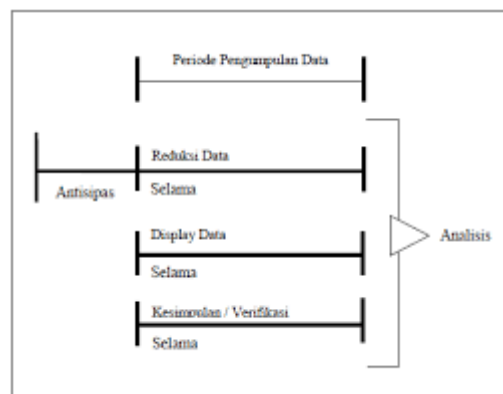 Periode Pengumpulan Data
Reduksi Data
Antisipas
Selama
Display Data
Analisis
Selama
Kesimpulan / Verifikasi
Selama